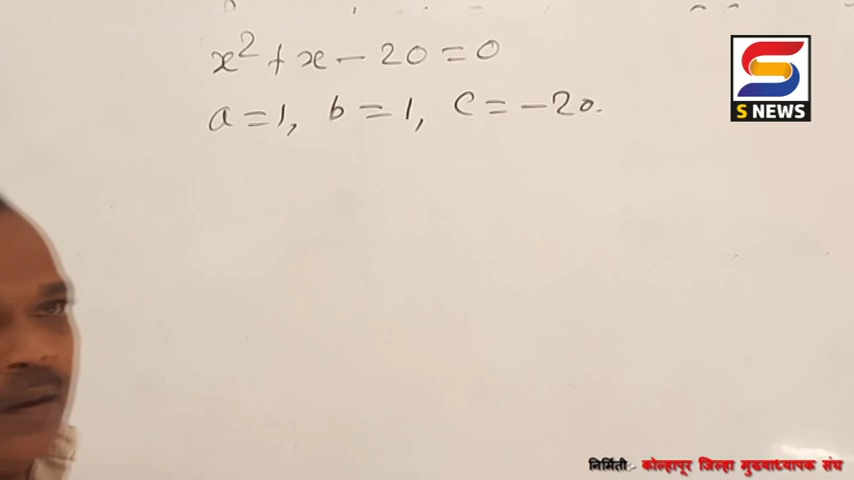 x² + x - 20 = 0
a = 1, b = 1, c = -20.
S NEWS
निर्मिती:- कोल्हापूर जिल्हा मुख्याध्यापक संघ